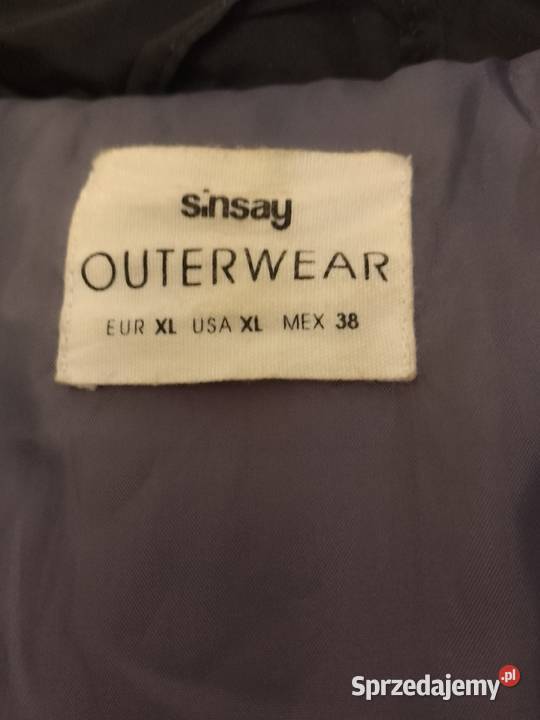 sinsay
OUTERWEAR
EUR XL USA XL MEX 38
Sprzedajemy.pl